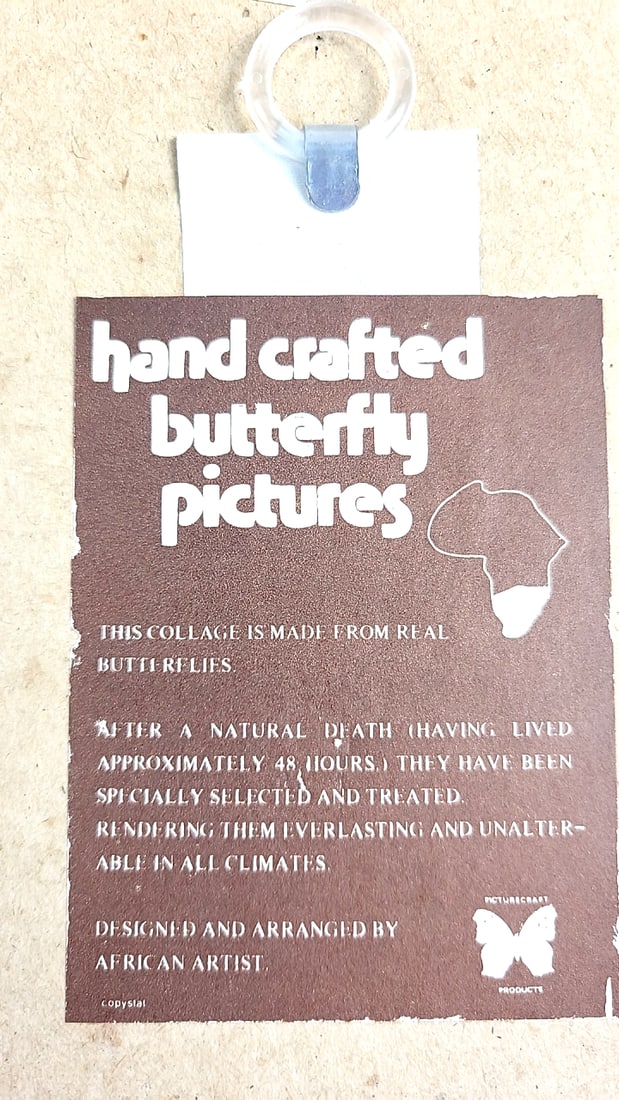 hand crafted
butterfly
pictures
THIS COLLAGE IS MADE FROM REAL
BUTTERFLIES.
AFTER A NATURAL DEATH (HAVING LIVED
APPROXIMATELY 48 HOURS.) THEY HAVE BEEN
SPECIALLY SELECTED AND TREATED.
RENDERING THEM EVERLASTING AND UNALTER-
ABLE IN ALL CLIMATES.
DESIGNED AND ARRANGED BY
AFRICAN ARTIST.
PICTURECRAFT
PRODUCTS
copystat